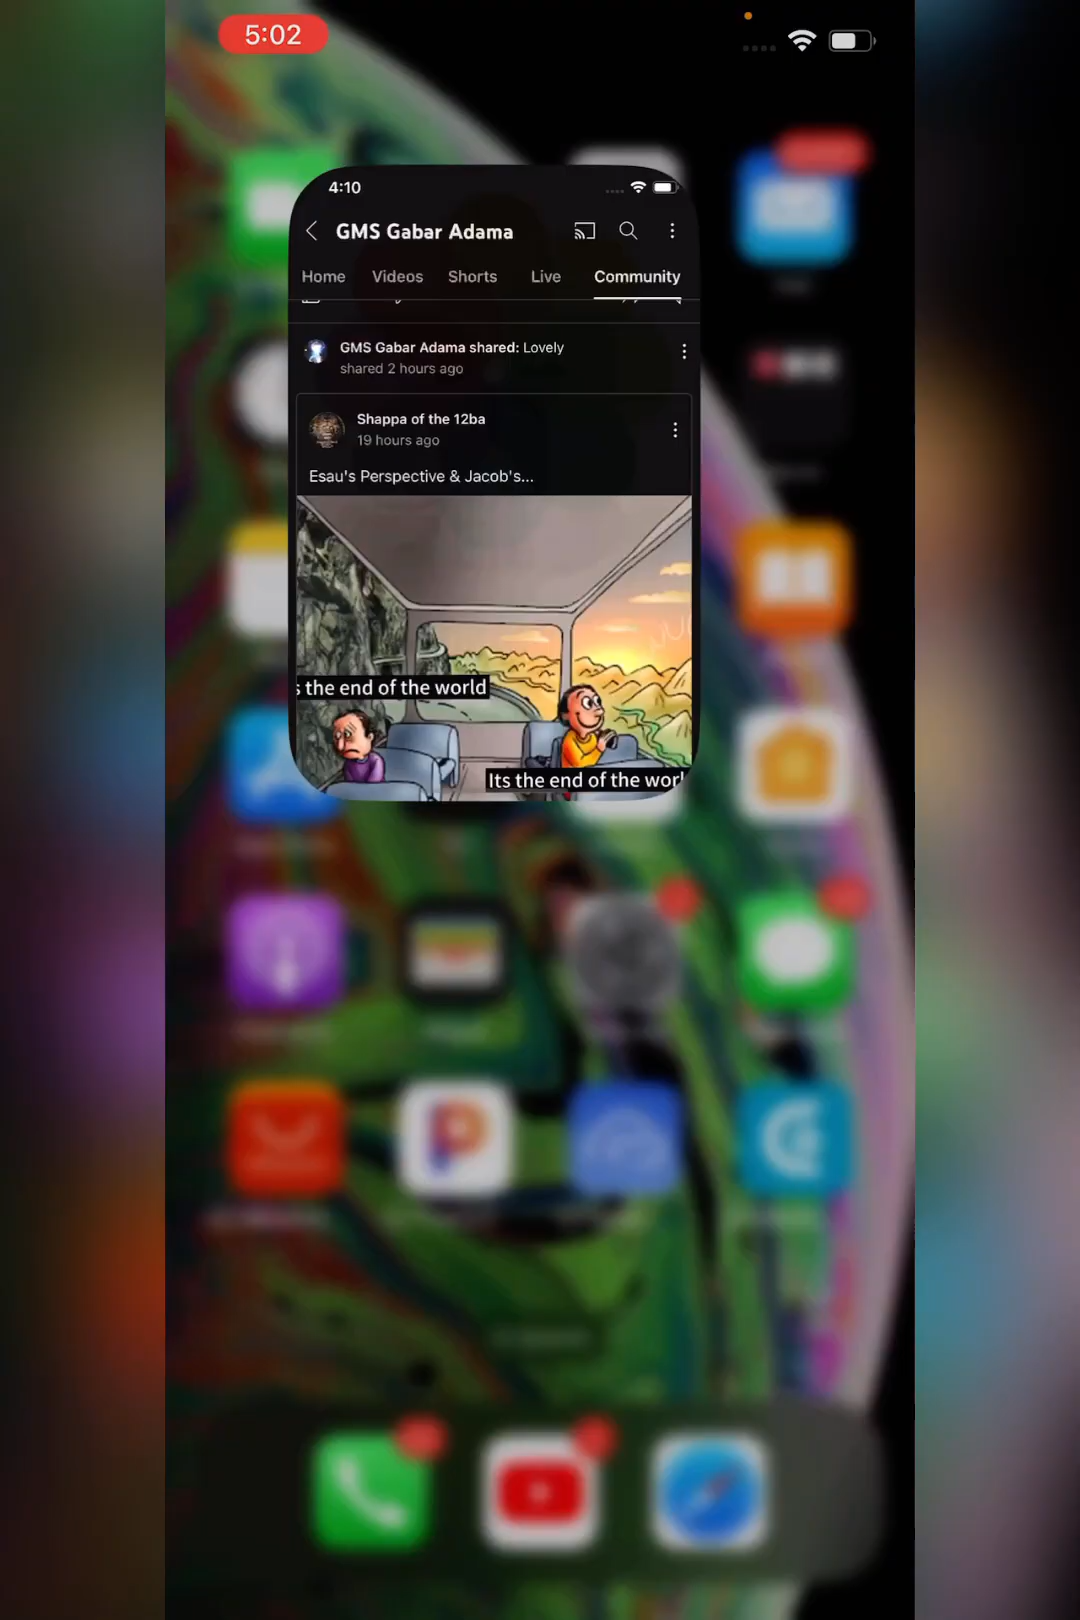 5:02
4:10
GMS Gabar Adama
Home Videos Shorts Live Community
GMS Gabar Adama shared: Lovely
shared 2 hours ago
Shappa of the 12ba
19 hours ago
Esau's Perspective & Jacob's...
s the end of the world
Its the end of the worl